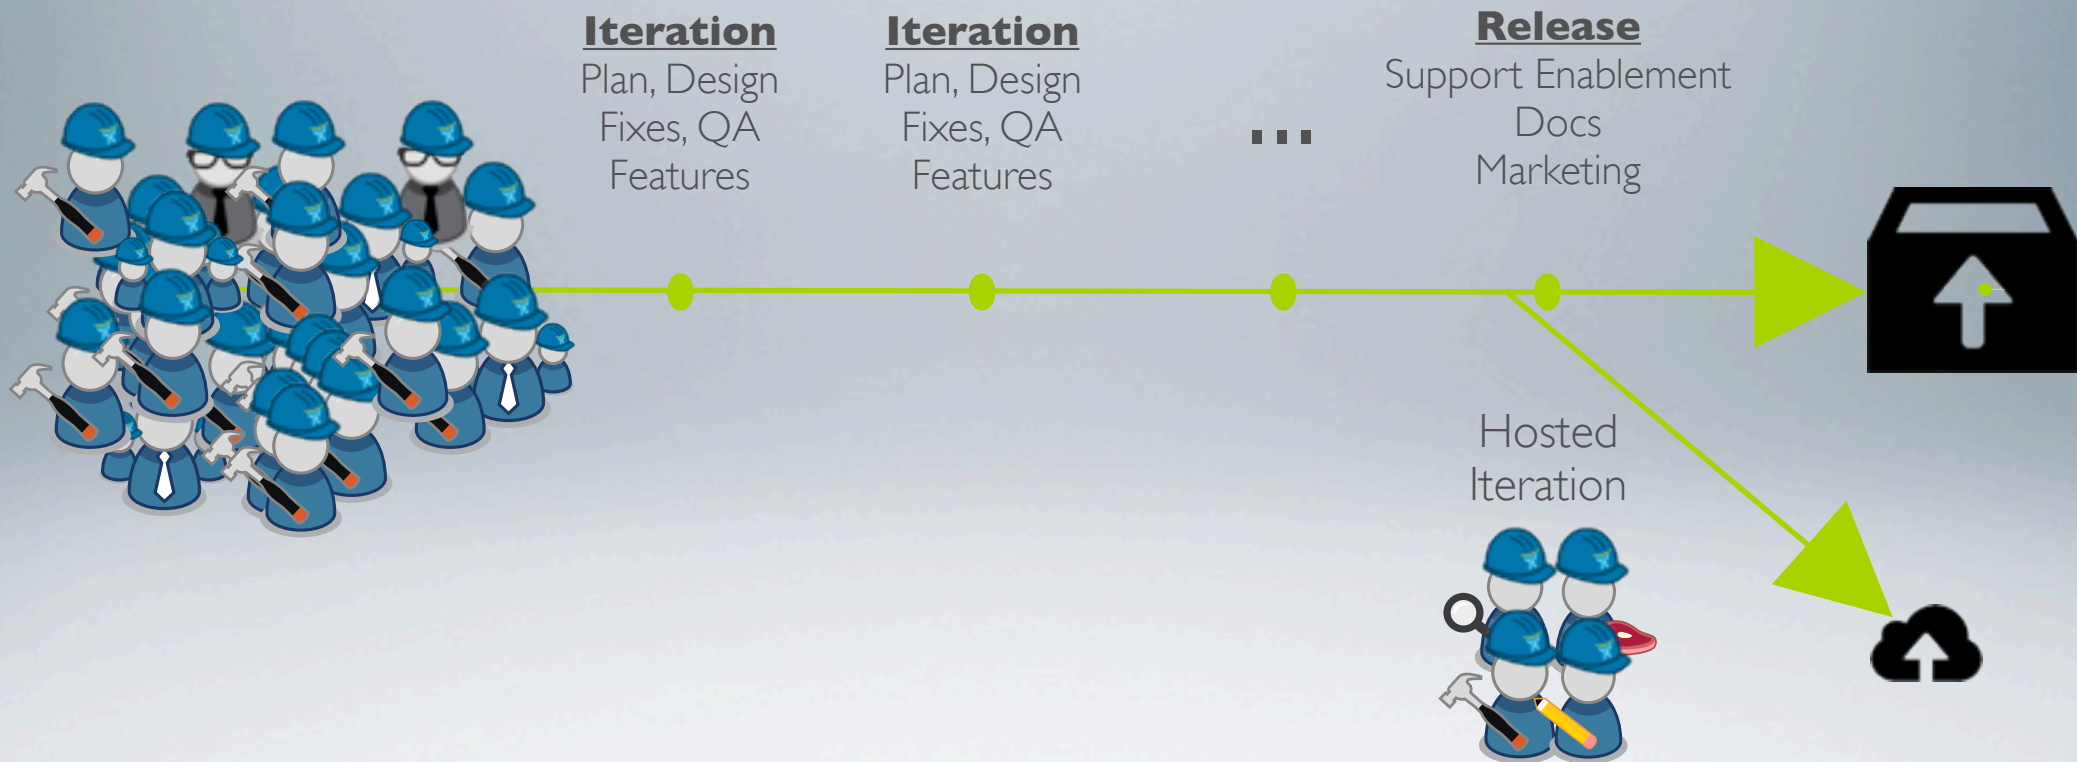 Iteration
Plan, Design
Fixes, QA
Features
Iteration
Plan, Design
Fixes, QA
Features
...
Release
Support Enablement
Docs
Marketing
Hosted
Iteration